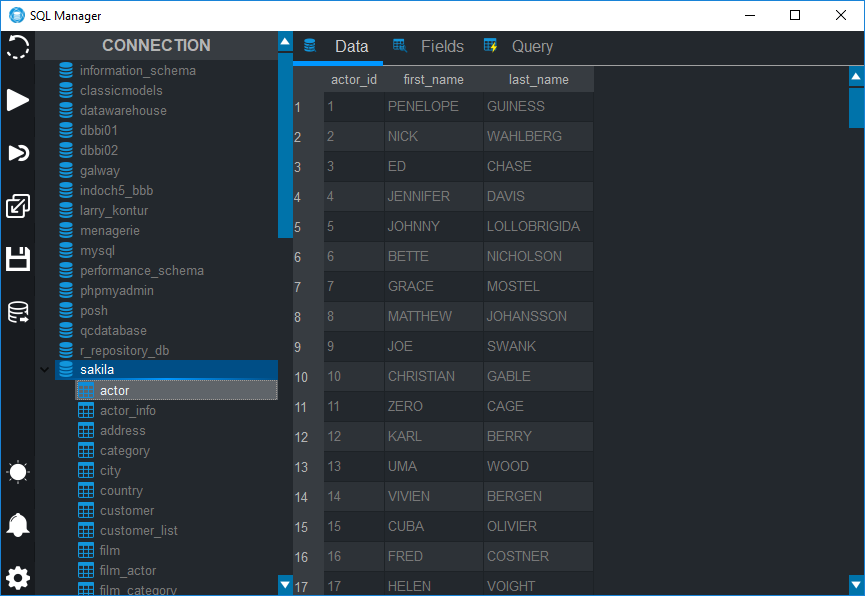 SQL Manager
CONNECTION
information_schema
classicmodels
datawarehouse
dbbi01
dbbi02
galway
indoch5_bbb
larry_kontur
menagerie
mysql
performance_schema
phpmyadmin
posh
qcdatabase
r_repository_db
sakila
actor
actor_info
address
category
city
country
customer
customer_list
film
film_actor
film_category
Data Fields Query
actor_id first_name last_name
1 1 PENELOPE GUINESS
2 2 NICK WAHLBERG
3 3 ED CHASE
4 4 JENNIFER DAVIS
5 5 JOHNNY LOLLOBRIGIDA
6 6 BETTE NICHOLSON
7 7 GRACE MOSTEL
8 8 MATTHEW JOHANSSON
9 9 JOE SWANK
10 10 CHRISTIAN GABLE
11 11 ZERO CAGE
12 12 KARL BERRY
13 13 UMA WOOD
14 14 VIVIEN BERGEN
15 15 CUBA OLIVIER
16 16 FRED COSTNER
17 17 HELEN VOIGHT